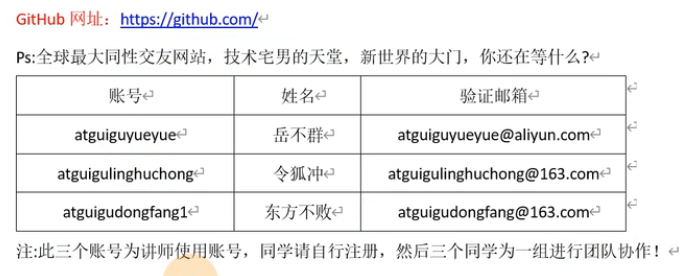 GitHub 网址：https://github.com/
Ps:全球最大同性交友网站，技术宅男的天堂，新世界的大门，你还在等什么?
账号 姓名 验证邮箱
atguiguyueyue 岳不群 atguiguyueyue@aliyun.com
atguigulinghuchong 令狐冲 atguigulinghuchong@163.com
atguigudongfang1 东方不败 atguigudongfang@163.com
注:此三个账号为讲师使用账号，同学请自行注册，然后三个同学为一组进行团队协作！